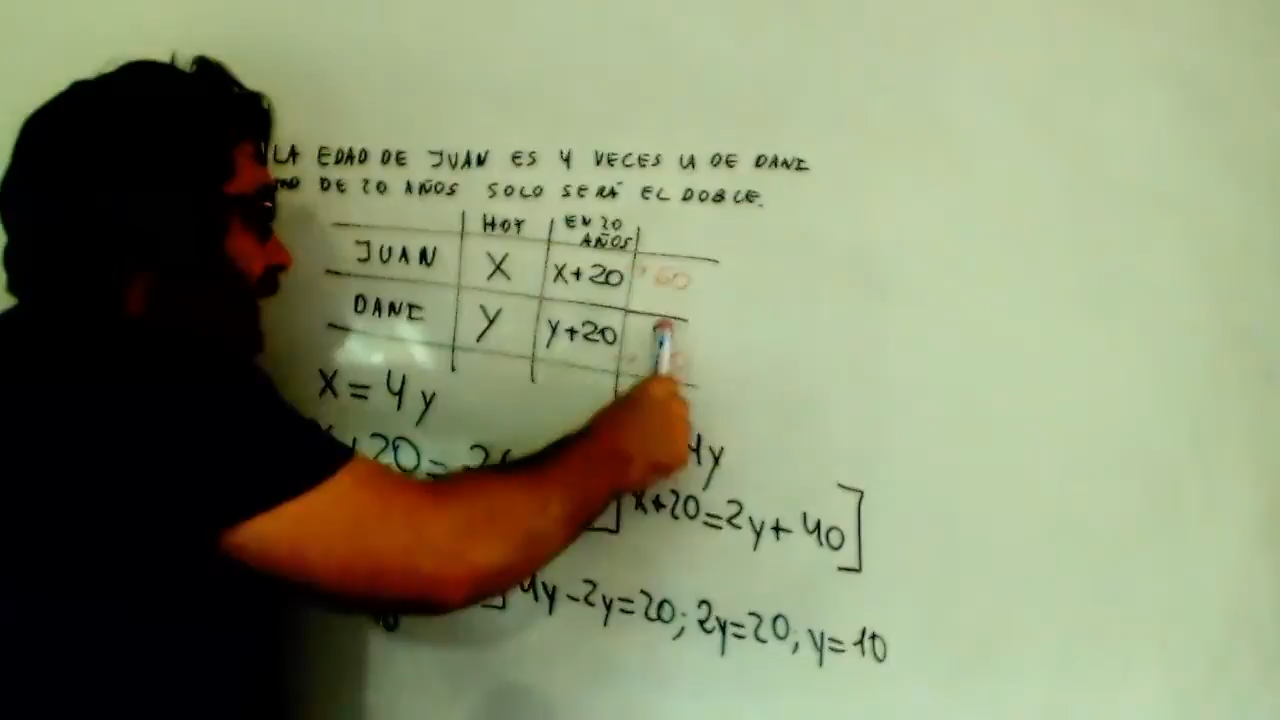 LA EDAD DE JUAN ES 4 VECES LA DE DANI
DE 20 AÑOS SOLO SERÁ EL DOBLE.
HOY EN 20 AÑOS
JUAN X X+20 60
DANI Y Y+20
X = 4y
+20 =
4y
x+20=2y+40]
4y-2y=20; 2y=20; y=10